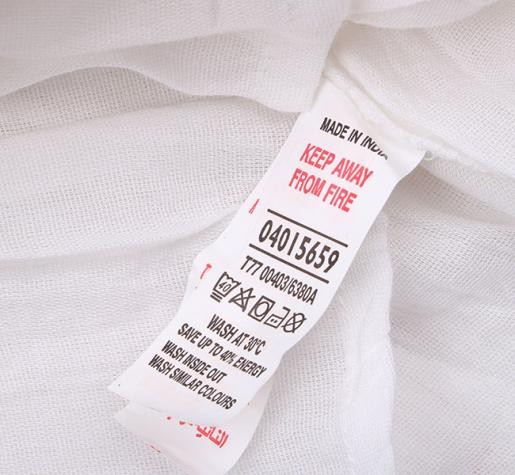 MADE IN INDIA
KEEP AWAY
FROM FIRE
04015659
T77 00403/6380A
40
WASH AT 30°C
SAVE UP TO 40% ENERGY
WASH INSIDE OUT
WASH SIMILAR COLOURS